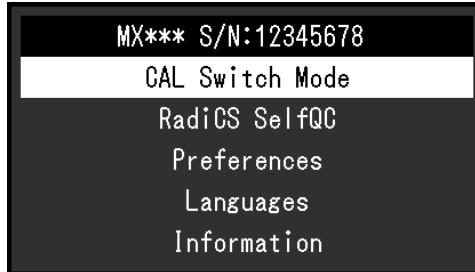 MX*** S/N:12345678
CAL Switch Mode
RadiCS SelfQC
Preferences
Languages
Information